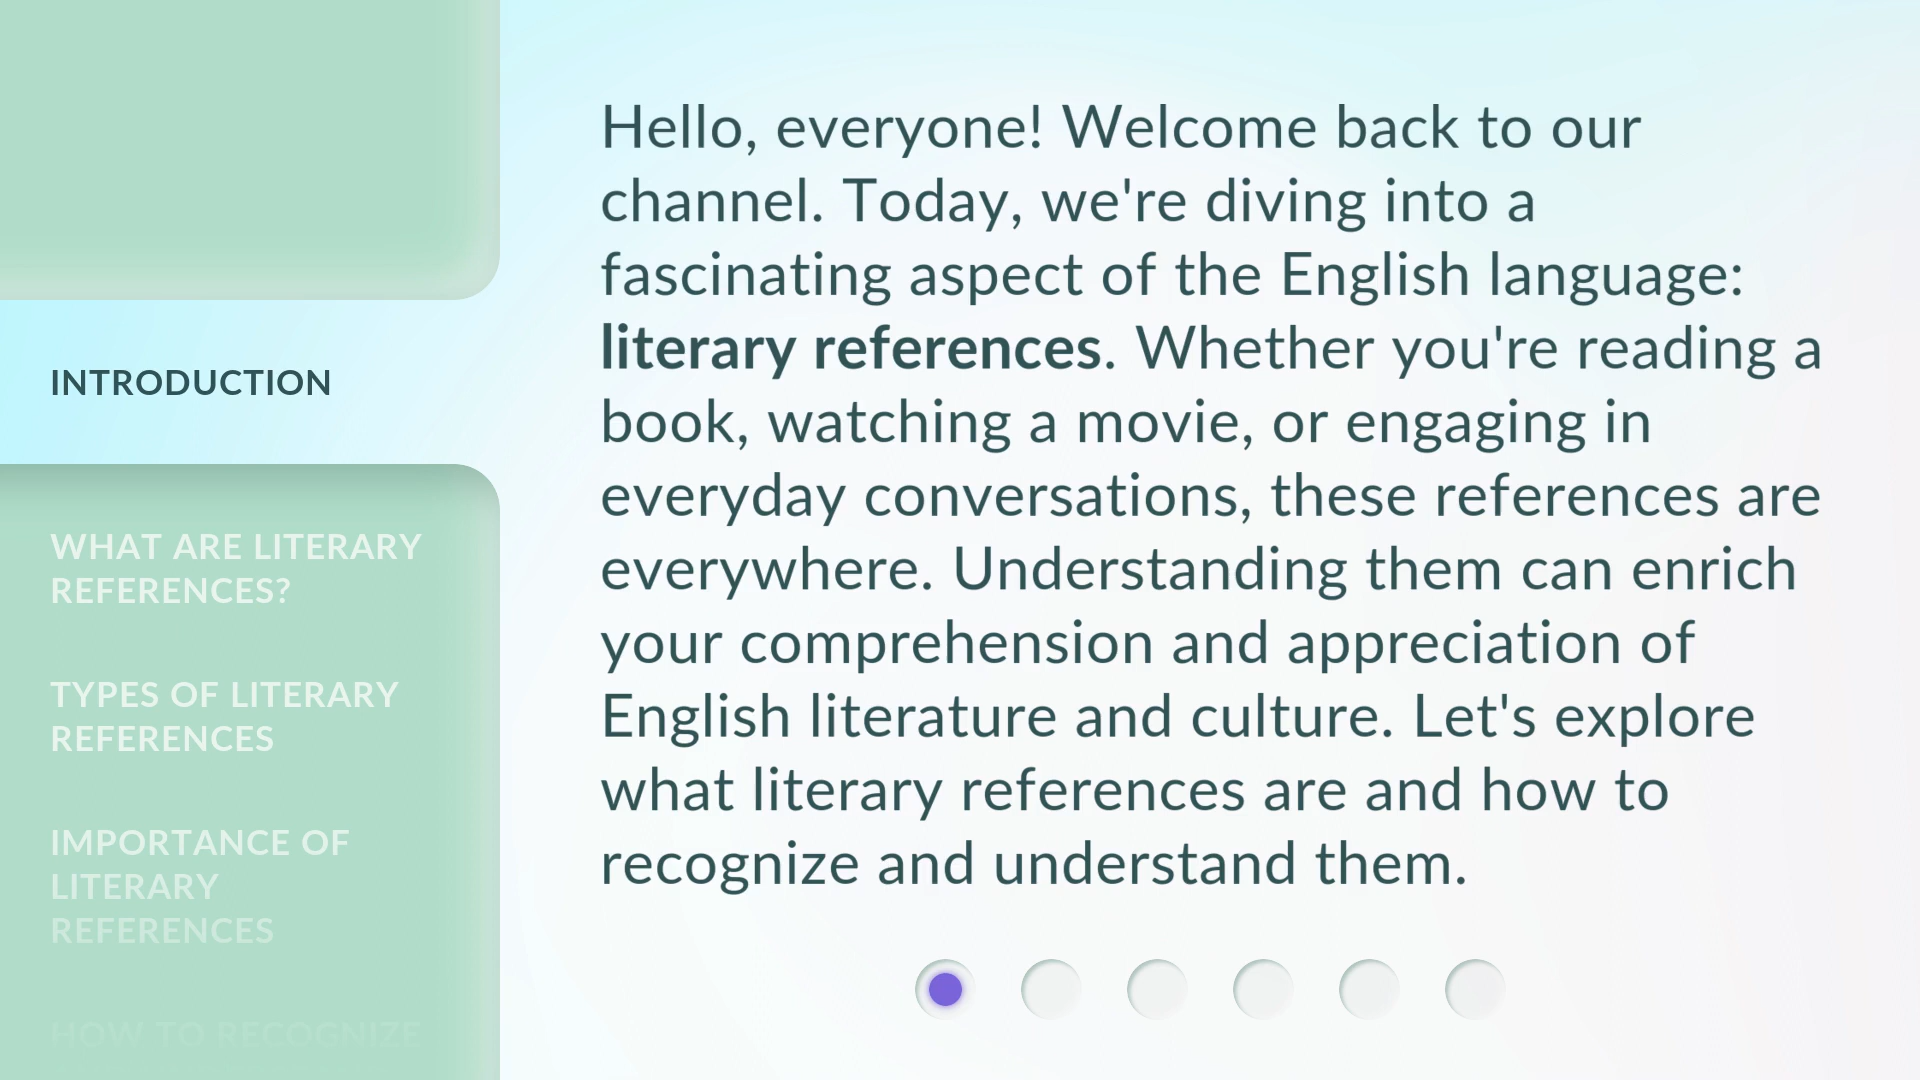 INTRODUCTION
WHAT ARE LITERARY
REFERENCES?
TYPES OF LITERARY
REFERENCES
IMPORTANCE OF
LITERARY
REFERENCES
HOW TO RECOGNIZE
Hello, everyone! Welcome back to our
channel. Today, we're diving into a
fascinating aspect of the English language:
literary references. Whether you're reading a
book, watching a movie, or engaging in
everyday conversations, these references are
everywhere. Understanding them can enrich
your comprehension and appreciation of
English literature and culture. Let's explore
what literary references are and how to
recognize and understand them.